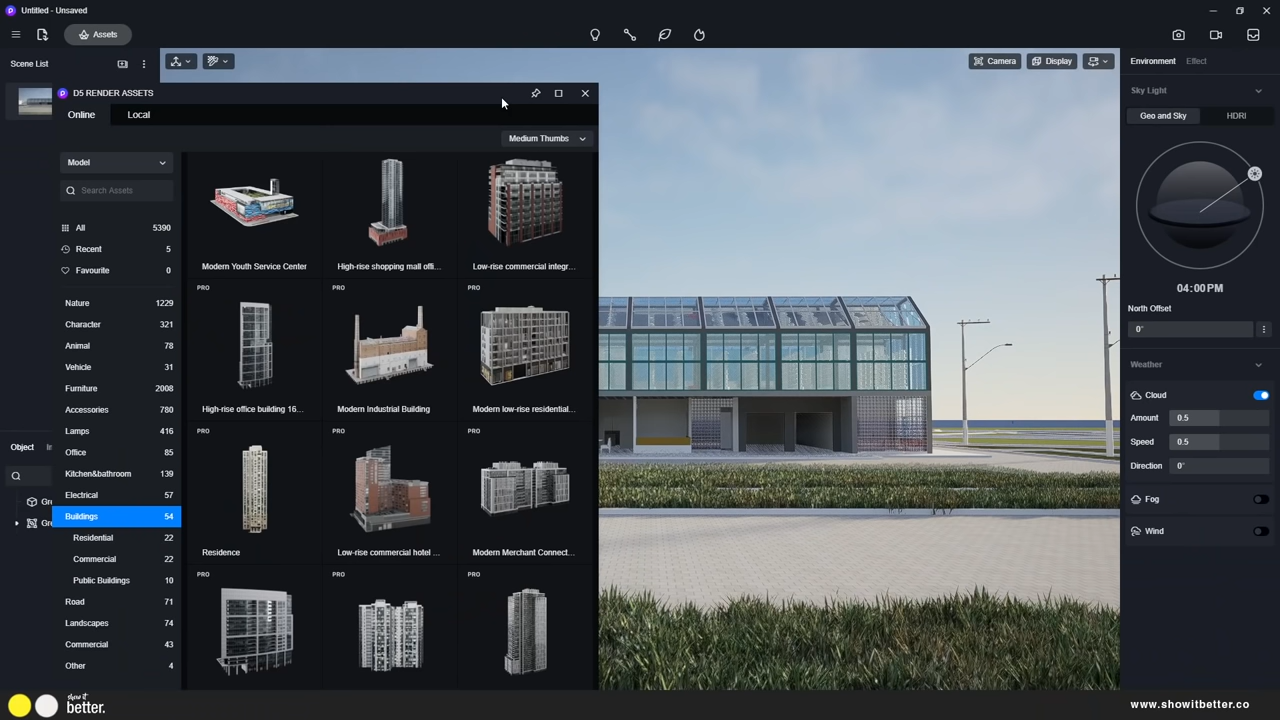 Untitled - Unsaved
Assets
Scene List
Camera
Display
Environment
Effect
Sky Light
Geo and Sky
HDRI
04:00 PM
North Offset
0°
Weather
Cloud
Amount
0.5
Speed
0.5
Direction
0°
Fog
Wind
D5 RENDER ASSETS
Online
Local
Medium Thumbs
Model
Search Assets
All 5390
Recent 5
Favourite 0
Nature 1229
Character 321
Animal 78
Vehicle 31
Furniture 2008
Accessories 780
Lamps 416
Office 85
Kitchen&bathroom 139
Electrical 57
Buildings 54
Residential 22
Commercial 22
Public Buildings 10
Road 71
Landscapes 74
Commercial 43
Other 4
Modern Youth Service Center
High-rise shopping mall offi...
Low-rise commercial integr...
PRO
PRO
PRO
High-rise office building 16...
Modern Industrial Building
Modern low-rise residential...
PRO
PRO
PRO
Residence
Low-rise commercial hotel ...
Modern Merchant Connect...
PRO
PRO
PRO
Object
In
Gre
Gre
show it
better.
www.showitbetter.co